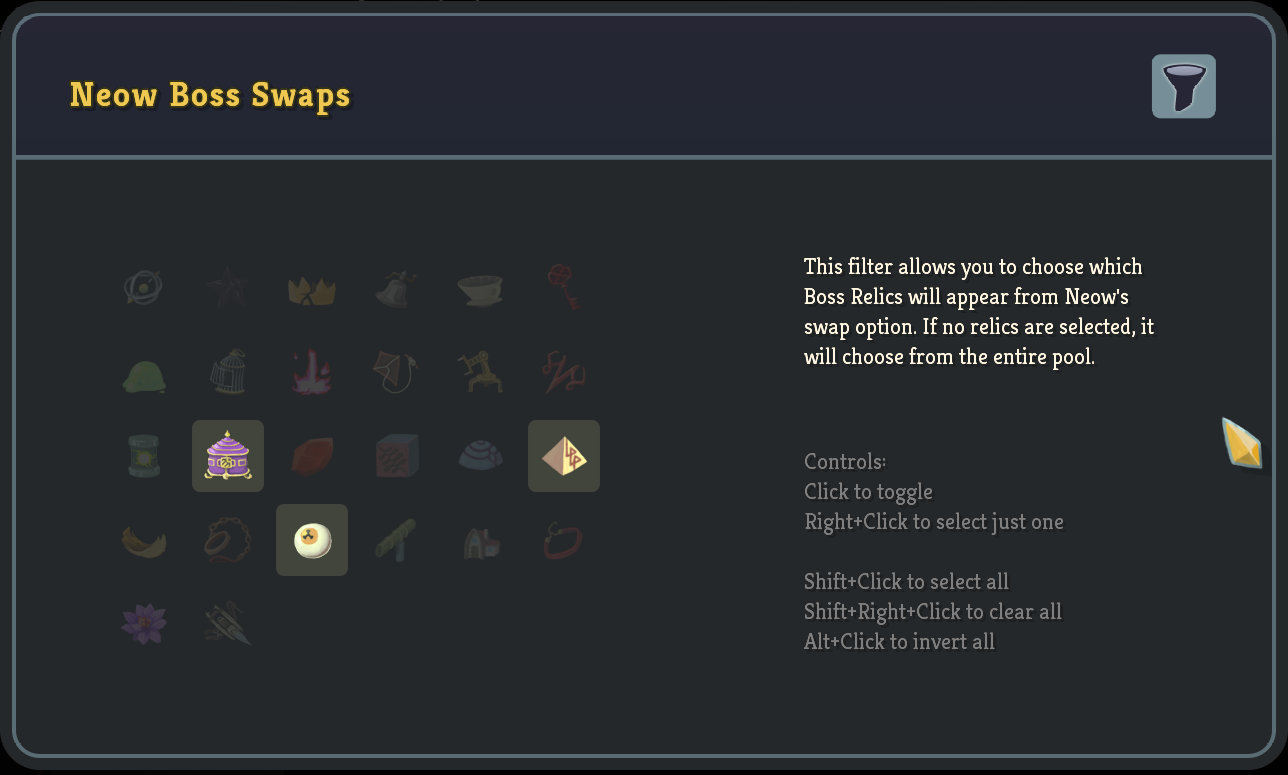 Neow Boss Swaps
This filter allows you to choose which
Boss Relics will appear from Neow's
swap option. If no relics are selected, it
will choose from the entire pool.
Controls:
Click to toggle
Right+Click to select just one
Shift+Click to select all
Shift+Right+Click to clear all
Alt+Click to invert all